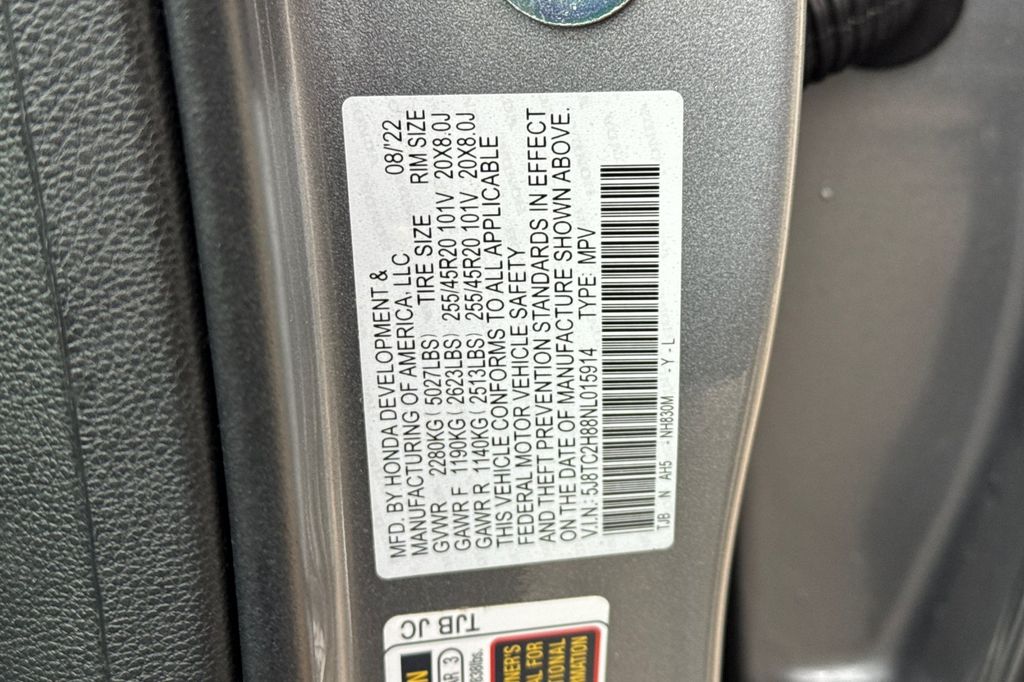 MFD. BY HONDA DEVELOPMENT &
MANUFACTURING OF AMERICA, LLC 08/'22
GVWR 2280KG ( 5027LBS) TIRE SIZE RIM SIZE
GAWR F 1190KG ( 2623LBS) 255/45R20 101V 20X8.0J
GAWR R 1140KG ( 2513LBS) 255/45R20 101V 20X8.0J
THIS VEHICLE CONFORMS TO ALL APPLICABLE
FEDERAL MOTOR VEHICLE SAFETY
AND THEFT PREVENTION STANDARDS IN EFFECT
ON THE DATE OF MANUFACTURE SHOWN ABOVE.
V.I.N: 5J8TC2H88NL015914 TYPE: MPV
TJB - N AH5 - NH830M - Y - L
TJB JC
AR 3
838lbs.